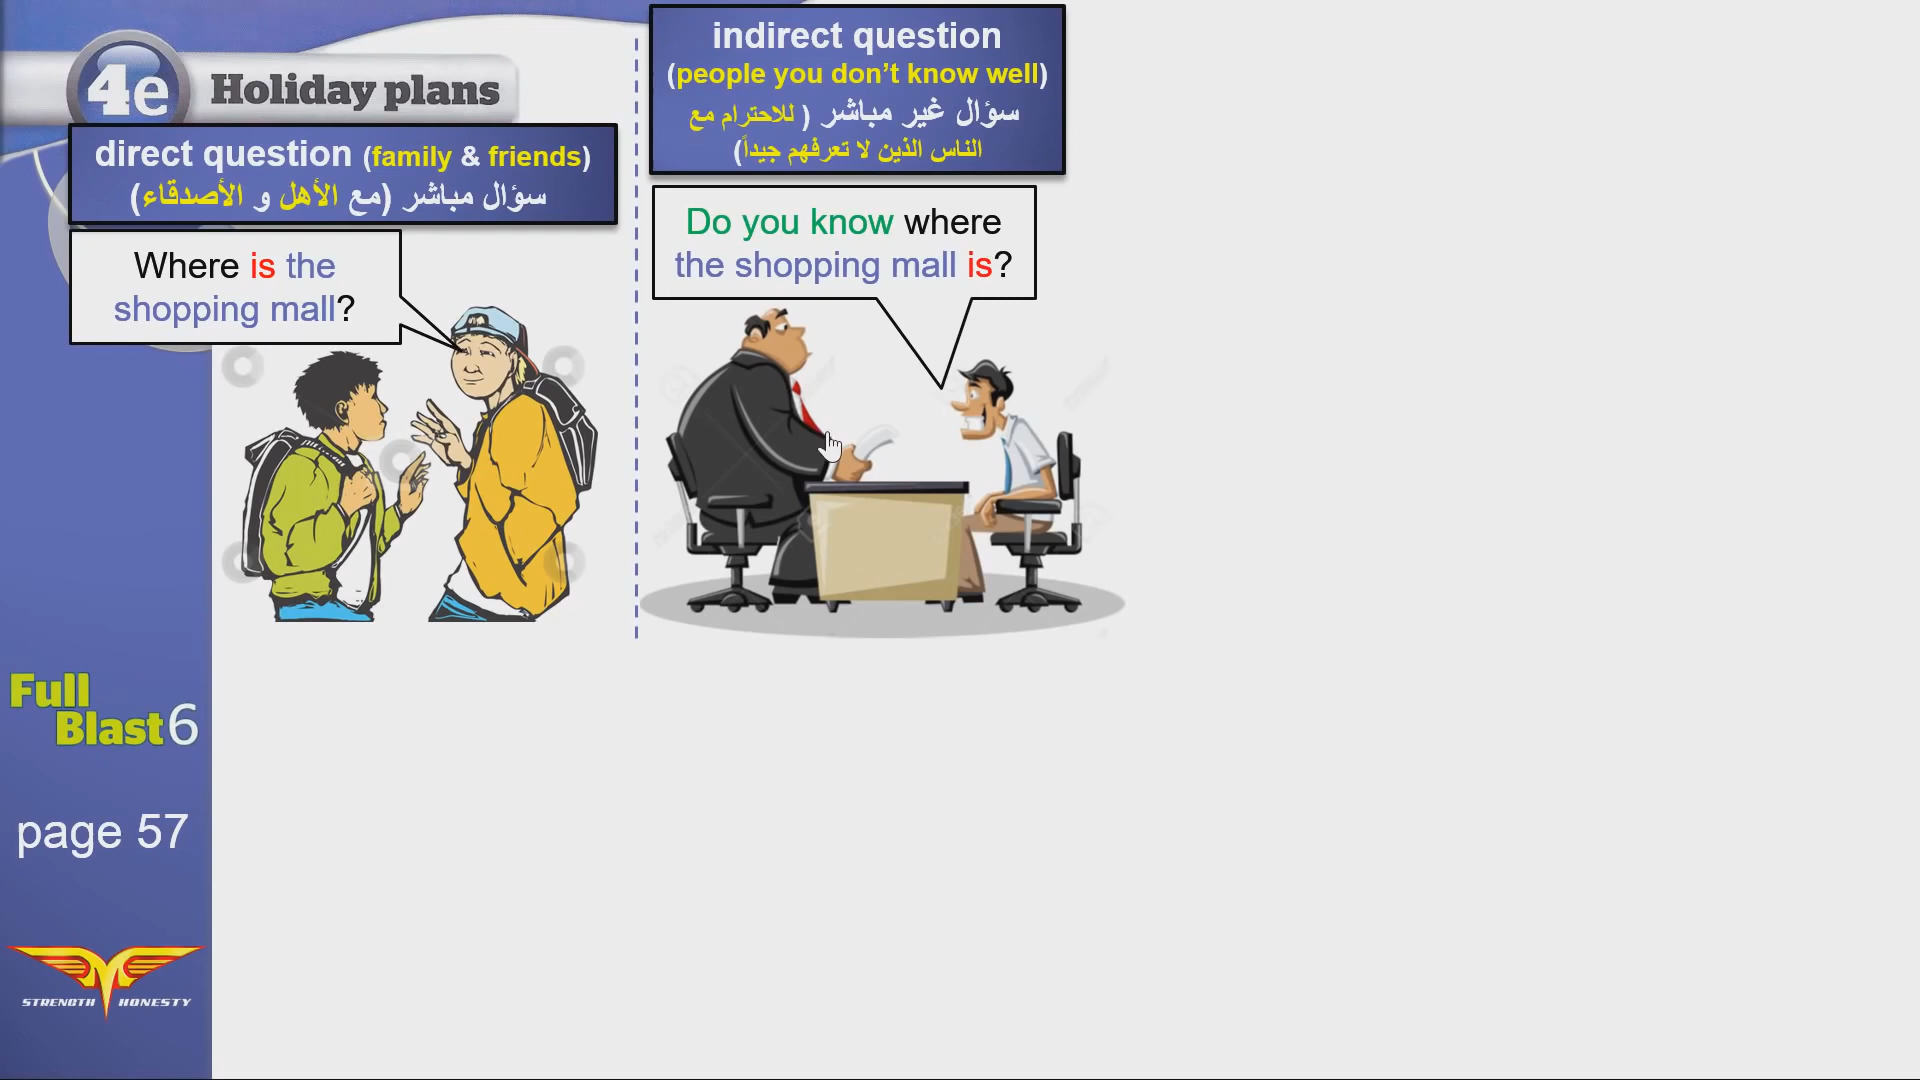 4e Holiday plans
direct question (family & friends)
سؤال مباشر (مع الأهل و الأصدقاء)
Where is the
shopping mall?
indirect question
(people you don’t know well)
سؤال غير مباشر ( للاحترام مع
الناس الذين لا تعرفهم جيداً)
Do you know where
the shopping mall is?
Full
Blast 6
page 57
STRENGTH HONESTY